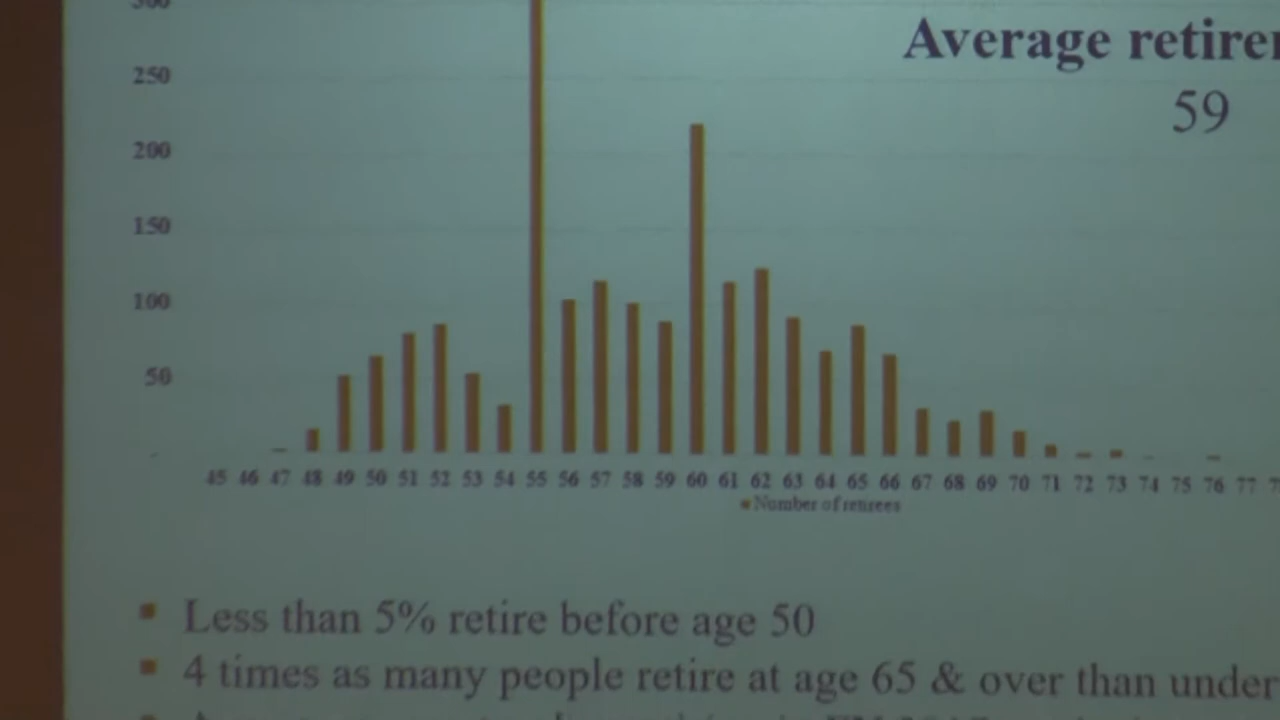 300
Average
59
250
200
150
100
50
45 46 47 48 49 50 51 52 53 54 55 56 57 58 59 60 61 62 63 64 65 66 67 68 69 70 71 72 73 74 75 76 77
Number of retirees
Less than 5% retire before age 50
4 times as many people retire at age 65 & over than under